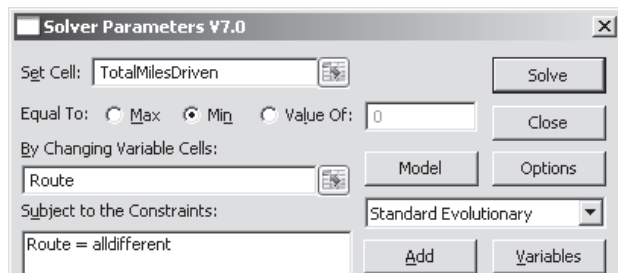 Solver Parameters V7.0
Set Cell: TotalMilesDriven Solve
Equal To: Max Min Value Of: 0 Close
By Changing Variable Cells:
Route Model Options
Subject to the Constraints: Standard Evolutionary
Route = alldifferent Add Variables